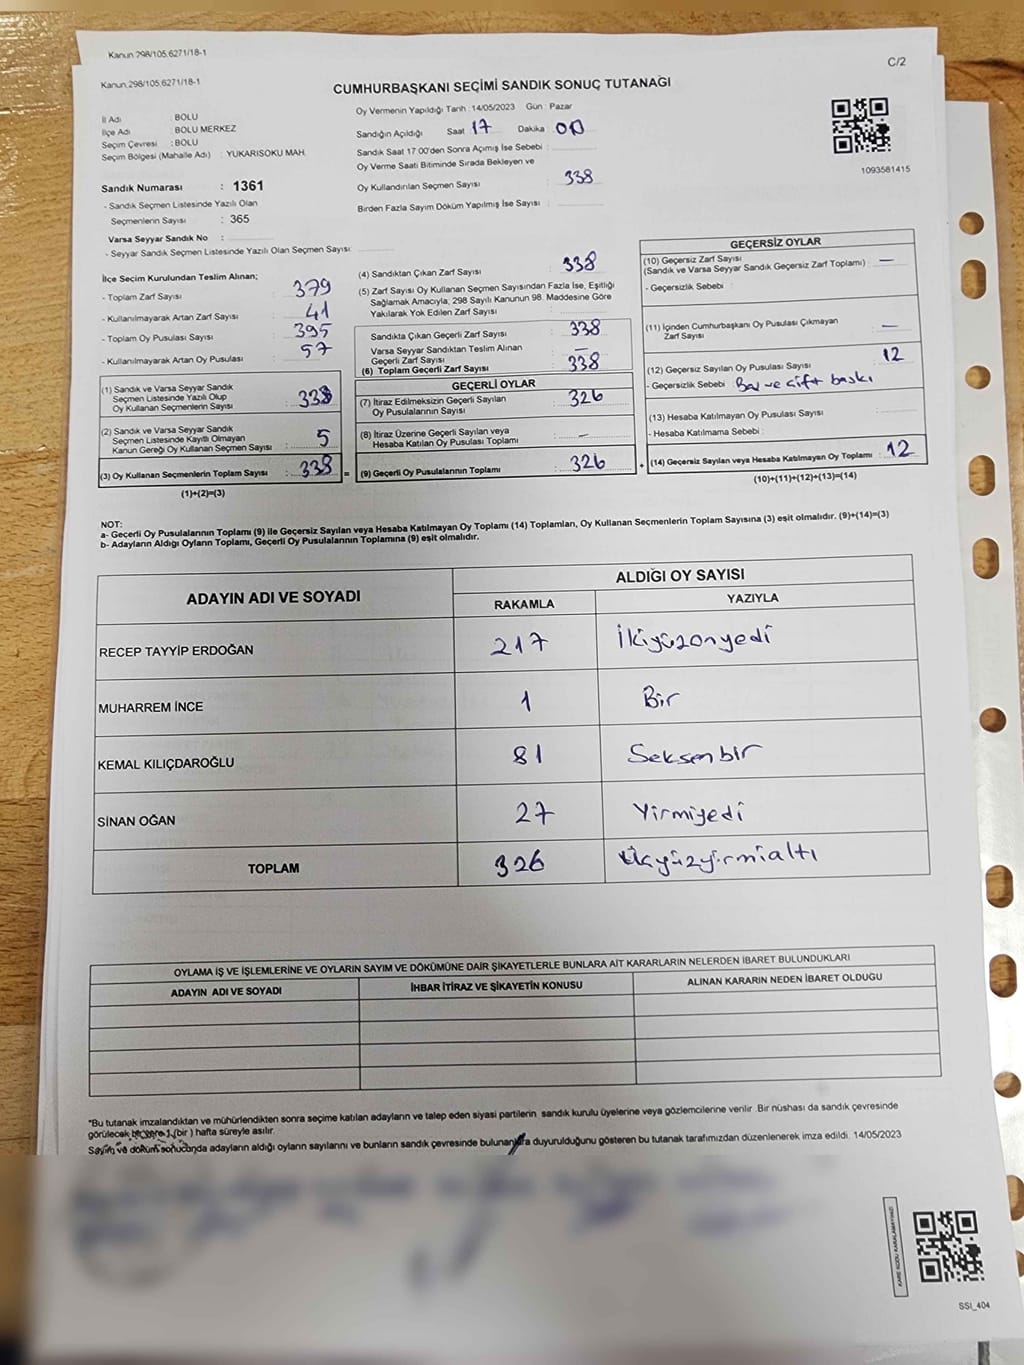 Kanun 298/105.6271/18-1
Kanun.298/105.6271/18-1
C/2
CUMHURBAŞKANI SEÇİMİ SANDIK SONUÇ TUTANAĞI
İl Adı : BOLU
İlçe Adı : BOLU MERKEZ
Seçim Çevresi : BOLU
Seçim Bölgesi (Mahalle Adı) : YUKARISOKU MAH.
Sandık Numarası : 1361
- Sandık Seçmen Listesinde Yazılı Olan
Seçmenlerin Sayısı : 365
Varsa Seyyar Sandık No :
- Seyyar Sandık Seçmen Listesinde Yazılı Olan Seçmen Sayısı:
Oy Vermenin Yapıldığı Tarih : 14/05/2023 Gün : Pazar
Sandığın Açıldığı Saat 17 Dakika : 00
Sandık Saat 17:00'den Sonra Açımış İse Sebebi :
Oy Verme Saati Bitiminde Sırada Bekleyen ve
Oy Kullandırılan Seçmen Sayısı : 338
Birden Fazla Sayım Döküm Yapılmış İse Sayısı :
1093581415
İlçe Seçim Kurulundan Teslim Alınan;
- Toplam Zarf Sayısı : 379
- Kullanılmayarak Artan Zarf Sayısı : 41
- Toplam Oy Pusulası Sayısı : 395
- Kullanılmayarak Artan Oy Pusulası : 57
(1) Sandık ve Varsa Seyyar Sandık
Seçmen Listesinde Yazılı Olup
Oy Kullanan Seçmenlerin Sayısı :
(2) Sandık ve Varsa Seyyar Sandık
Seçmen Listesinde Kayıtlı Olmayan
Kanun Gereği Oy Kullanan Seçmen Sayısı : 5
(3) Oy Kullanan Seçmenlerin Toplam Sayısı : 338 =
(1)+(2)=(3)
(4) Sandıktan Çıkan Zarf Sayısı : 338
(5) Zarf Sayısı Oy Kullanan Seçmen Sayısından Fazla İse, Eşitliği
Sağlamak Amacıyla; 298 Sayılı Kanunun 98. Maddesine Göre
Yakılarak Yok Edilen Zarf Sayısı :
Sandıkta Çıkan Geçerli Zarf Sayısı : 338
Varsa Seyyar Sandıktan Teslim Alınan
Geçerli Zarf Sayısı : —
(6) Toplam Geçerli Zarf Sayısı : 338
GEÇERLİ OYLAR
(7) İtiraz Edilmeksizin Geçerli Sayılan
Oy Pusulalarının Sayısı : 326
(8) İtiraz Üzerine Geçerli Sayılan veya
Hesaba Katılan Oy Pusulası Toplamı : —
(9) Geçerli Oy Pusulalarının Toplamı : 326 +
GEÇERSİZ OYLAR
(10) Geçersiz Zarf Sayısı
(Sandık ve Varsa Seyyar Sandık Geçersiz Zarf Toplamı) : —
- Geçersizlik Sebebi :
(11) İçinden Cumhurbaşkanı Oy Pusulası Çıkmayan
Zarf Sayısı : —
(12) Geçersiz Sayılan Oy Pusulası Sayısı : 12
- Geçersizlik Sebebi : Boş ve çift baskı
(13) Hesaba Katılmayan Oy Pusulası Sayısı :
- Hesaba Katılmama Sebebi :
(14) Geçersiz Sayılan veya Hesaba Katılmayan Oy Toplamı : 12
(10)+(11)+(12)+(13)=(14)
NOT:
a- Geçerli Oy Pusulalarının Toplamı (9) ile Geçersiz Sayılan veya Hesaba Katılmayan Oy Toplamı (14) Toplamları, Oy Kullanan Seçmenlerin Toplam Sayısına (3) eşit olmalıdır. (9)+(14)=(3)
b- Adayların Aldığı Oyların Toplamı, Geçerli Oy Pusulalarının Toplamına (9) eşit olmalıdır.
ADAYIN ADI VE SOYADI ALDIĞI OY SAYISI
RAKAMLA YAZIYLA
RECEP TAYYİP ERDOĞAN 217 İkiyüzonyedi
MUHARREM İNCE 1 Bir
KEMAL KILIÇDAROĞLU 81 Seksenbir
SİNAN OĞAN 27 Yirmiyedi
TOPLAM 326 Üçyüzyirmialtı
OYLAMA İŞ VE İŞLEMLERİNE VE OYLARIN SAYIM VE DÖKÜMÜNE DAİR ŞİKAYETLERLE BUNLARA AİT KARARLARIN NELERDEN İBARET BULUNDUKLARI
ADAYIN ADI VE SOYADI İHBAR İTİRAZ VE ŞİKAYETİN KONUSU ALINAN KARARIN NEDEN İBARET OLDUĞU
*Bu tutanak imzalandıktan ve mühürlendikten sonra seçime katılan adayların ve talep eden siyasi partilerin sandık kurulu üyelerine veya gözlemcilerine verilir. Bir nüshası da sandık çevresinde
görülecek bir yere 1 (bir) hafta süreyle asılır.
Sayım ve döküm sonucunda adayların aldığı oyların sayılarını ve bunların sandık çevresinde bulunanlara duyurulduğunu gösteren bu tutanak tarafımızdan düzenlenerek imza edildi. 14/05/2023
KARE KODU KARALAMAYINIZ!
SSI_404